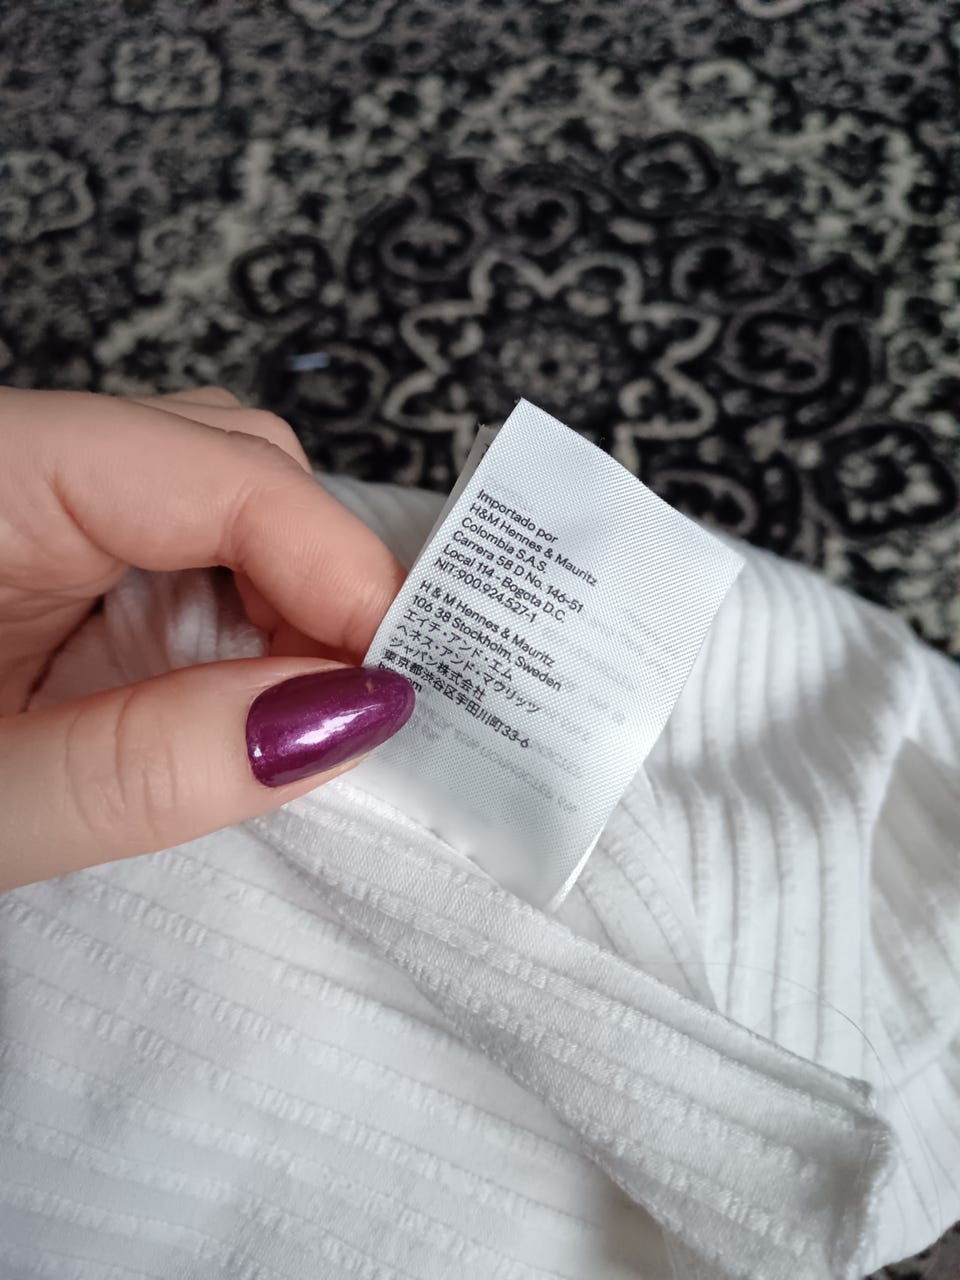 Importado por
H&M Hennes & Mauritz
Colombia S.A.S.
Carrera 58 D No. 146-51
Local 114 - Bogota D.C.
NIT:900.924.527-1
H & M Hennes & Mauritz
106 38 Stockholm, Sweden
エイチ・アンド・エム
ヘネス・アンド・マウリッツ
ジャパン株式会社
東京都渋谷区宇田川町33-6